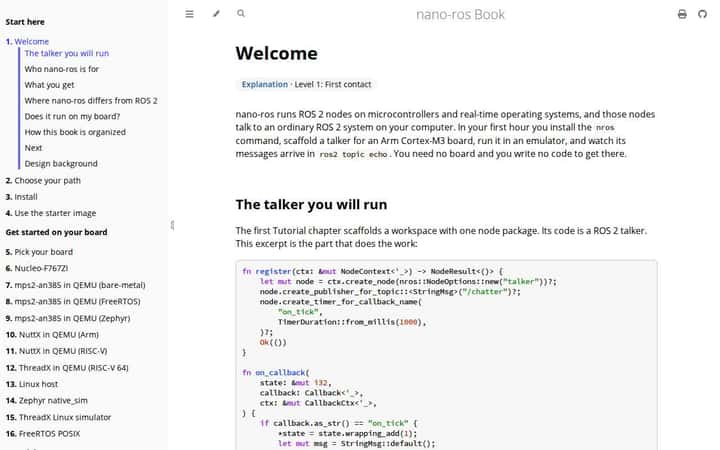 nano-ros Book
Start here
1. Welcome
The talker you will run
Who nano-ros is for
What you get
Where nano-ros differs from ROS 2
Does it run on my board?
How this book is organized
Next
Design background
2. Choose your path
3. Install
4. Use the starter image
Get started on your board
5. Pick your board
6. Nucleo-F767ZI
7. mps2-an385 in QEMU (bare-metal)
8. mps2-an385 in QEMU (FreeRTOS)
9. mps2-an385 in QEMU (Zephyr)
10. NuttX in QEMU (Arm)
11. NuttX in QEMU (RISC-V)
12. ThreadX in QEMU (RISC-V 64)
13. Linux host
14. Zephyr native_sim
15. ThreadX Linux simulator
16. FreeRTOS POSIX
Welcome
Explanation · Level 1: First contact
nano-ros runs ROS 2 nodes on microcontrollers and real-time operating systems, and those nodes
talk to an ordinary ROS 2 system on your computer. In your first hour you install the nros
command, scaffold a talker for an Arm Cortex-M3 board, run it in an emulator, and watch its
messages arrive in ros2 topic echo. You need no board and you write no code to get there.
The talker you will run
The first Tutorial chapter scaffolds a workspace with one node package. Its code is a ROS 2 talker.
This excerpt is the part that does the work:
fn register(ctx: &mut NodeContext<'_>) -> NodeResult<()> {
let mut node = ctx.create_node(nros::NodeOptions::new("talker"))?;
node.create_publisher_for_topic::<StringMsg>("/chatter")?;
node.create_timer_for_callback_name(
"on_tick",
TimerDuration::from_millis(1000),
)?;
Ok(())
}
fn on_callback(
state: &mut i32,
callback: Callback<'_>,
ctx: &mut CallbackCtx<'_>,
) {
if callback.as_str() == "on_tick" {
*state = state.wrapping_add(1);
let mut msg = StringMsg::default();